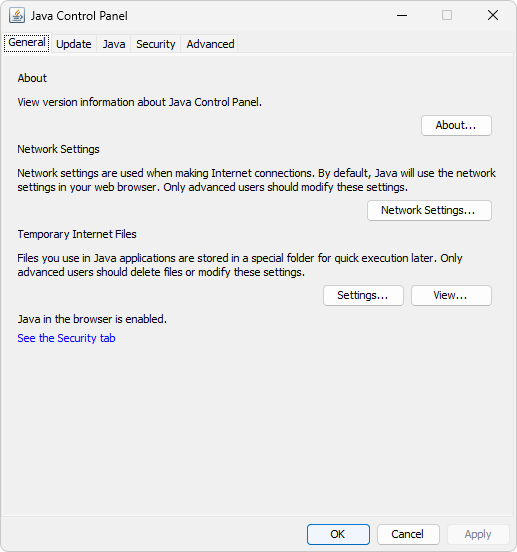 Java Control Panel
General Update Java Security Advanced
About
View version information about Java Control Panel.
About...
Network Settings
Network settings are used when making Internet connections. By default, Java will use the network
settings in your web browser. Only advanced users should modify these settings.
Network Settings...
Temporary Internet Files
Files you use in Java applications are stored in a special folder for quick execution later. Only
advanced users should delete files or modify these settings.
Settings... View...
Java in the browser is enabled.
See the Security tab
OK Cancel Apply